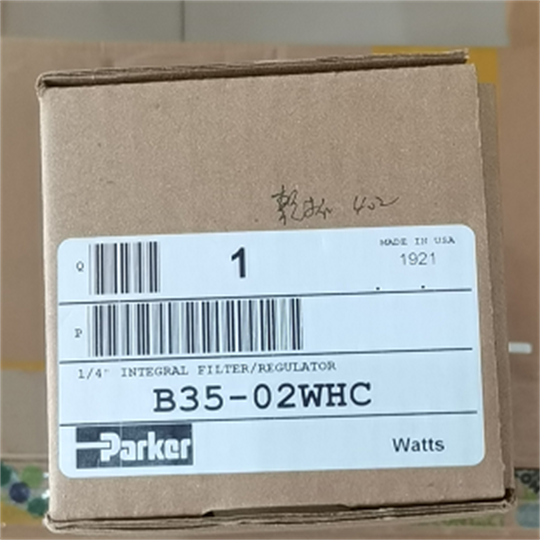 402
Q 1 MADE IN USA
1921
P
1/4" INTEGRAL FILTER/REGULATOR
B35-02WHC
Parker Watts